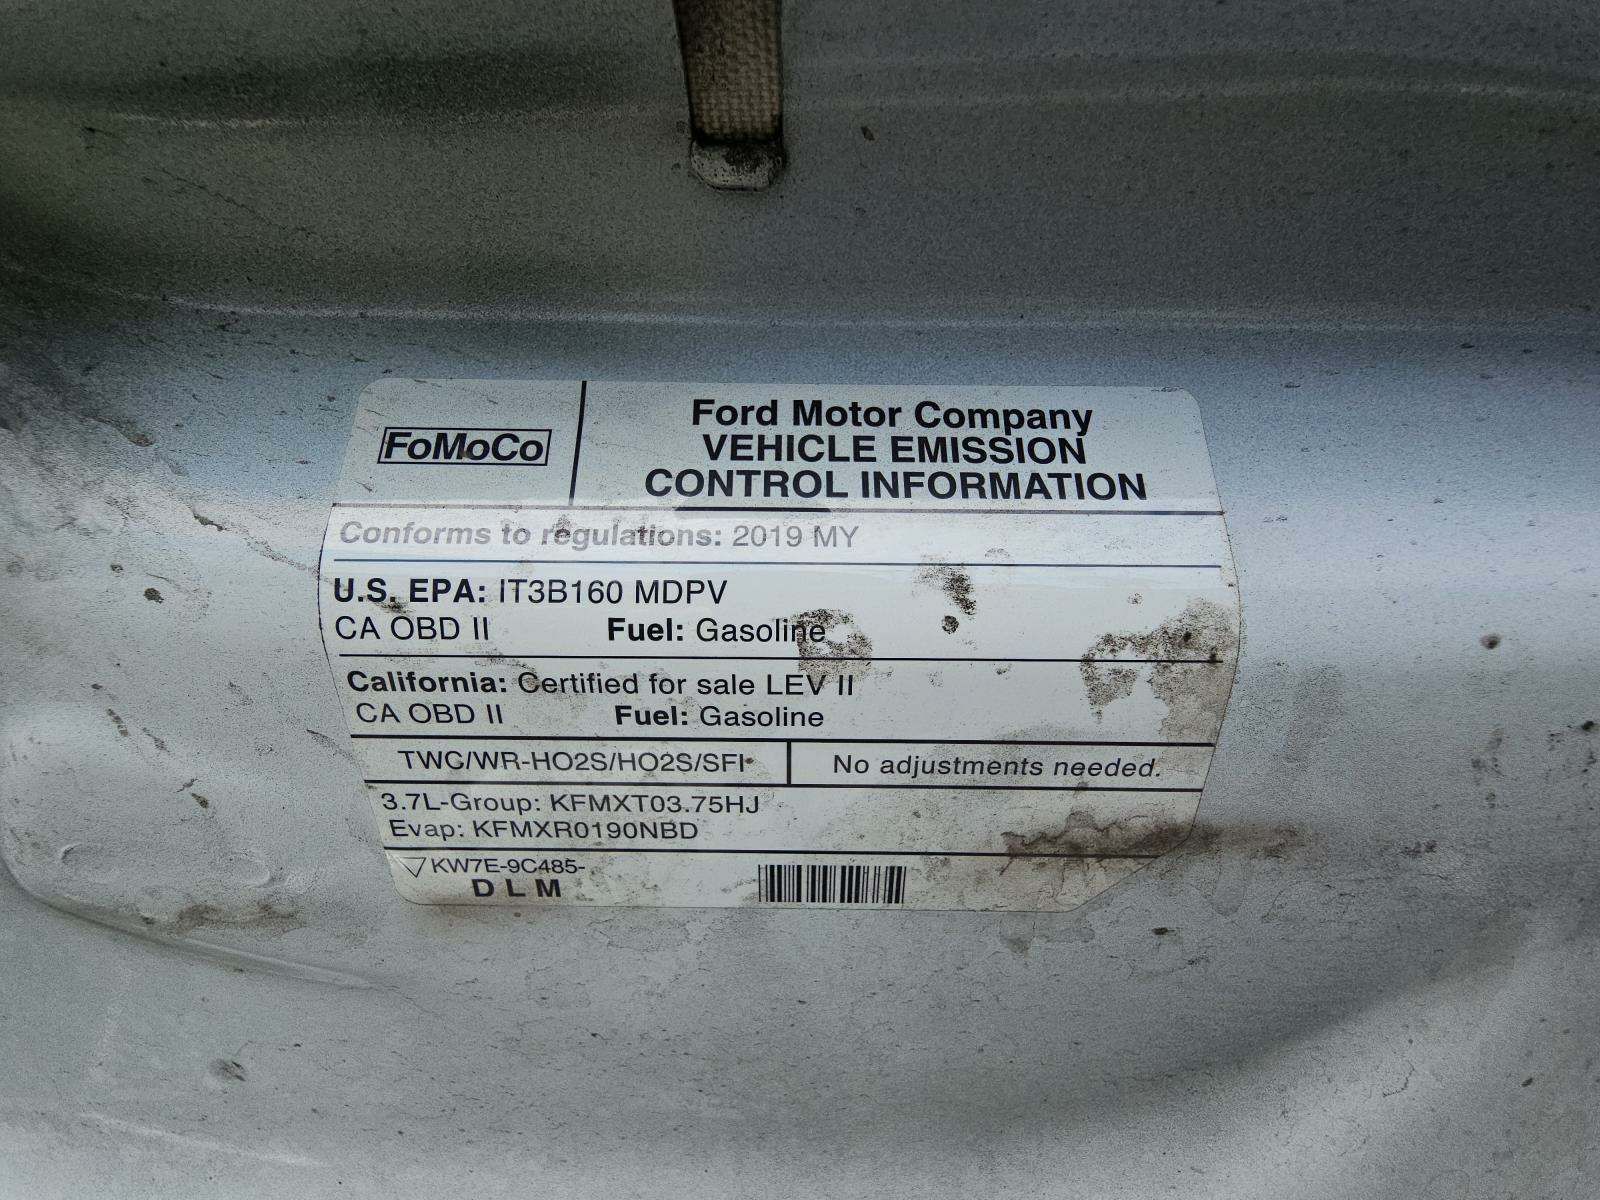 FoMoCo
Ford Motor Company
VEHICLE EMISSION
CONTROL INFORMATION
Conforms to regulations: 2019 MY
U.S. EPA: IT3B160 MDPV
CA OBD II Fuel: Gasoline
California: Certified for sale LEV II
CA OBD II Fuel: Gasoline
TWC/WR-HO2S/HO2S/SFI
No adjustments needed.
3.7L-Group: KFMXT03.75HJ
Evap: KFMXR0190NBD
KW7E-9C485-
DLM